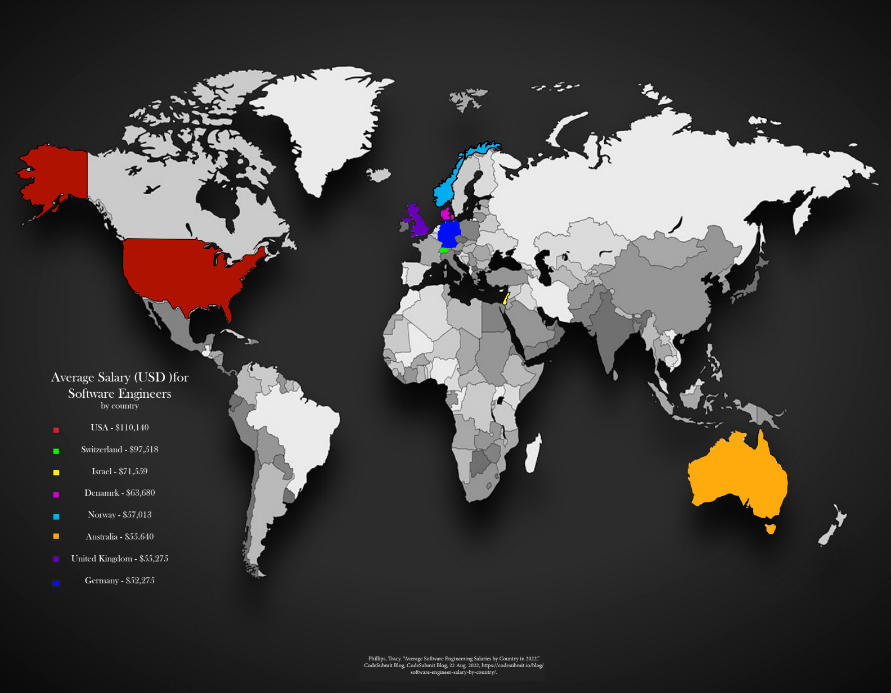 Average Salary (USD )for
Software Engineers
by country
USA - $110,140
Switzerland - $97,518
Israel - $71,559
Denamrk - $63,680
Norway - $57,013
Australia - $55.640
United Kingdom - $55,275
Germany - $52,275
Phillips, Tracy. "Average Software Engineering Salaries by Country in 2022."
CodeSubmit Blog, CodeSubmit Blog, 22 Aug. 2022, https://codesubmit.io/blog/
software-engineer-salary-by-country/.